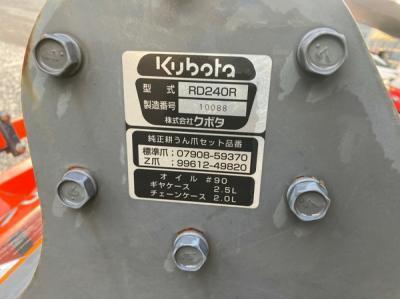 Kubota
型式 RD240R
製造番号 10088
株式会社クボタ
純正耕うん爪セット品番
標準爪:07908-59370
Z爪:99612-49820
オイル #90
ギヤケース 2.5L
チェーンケース 2.0L